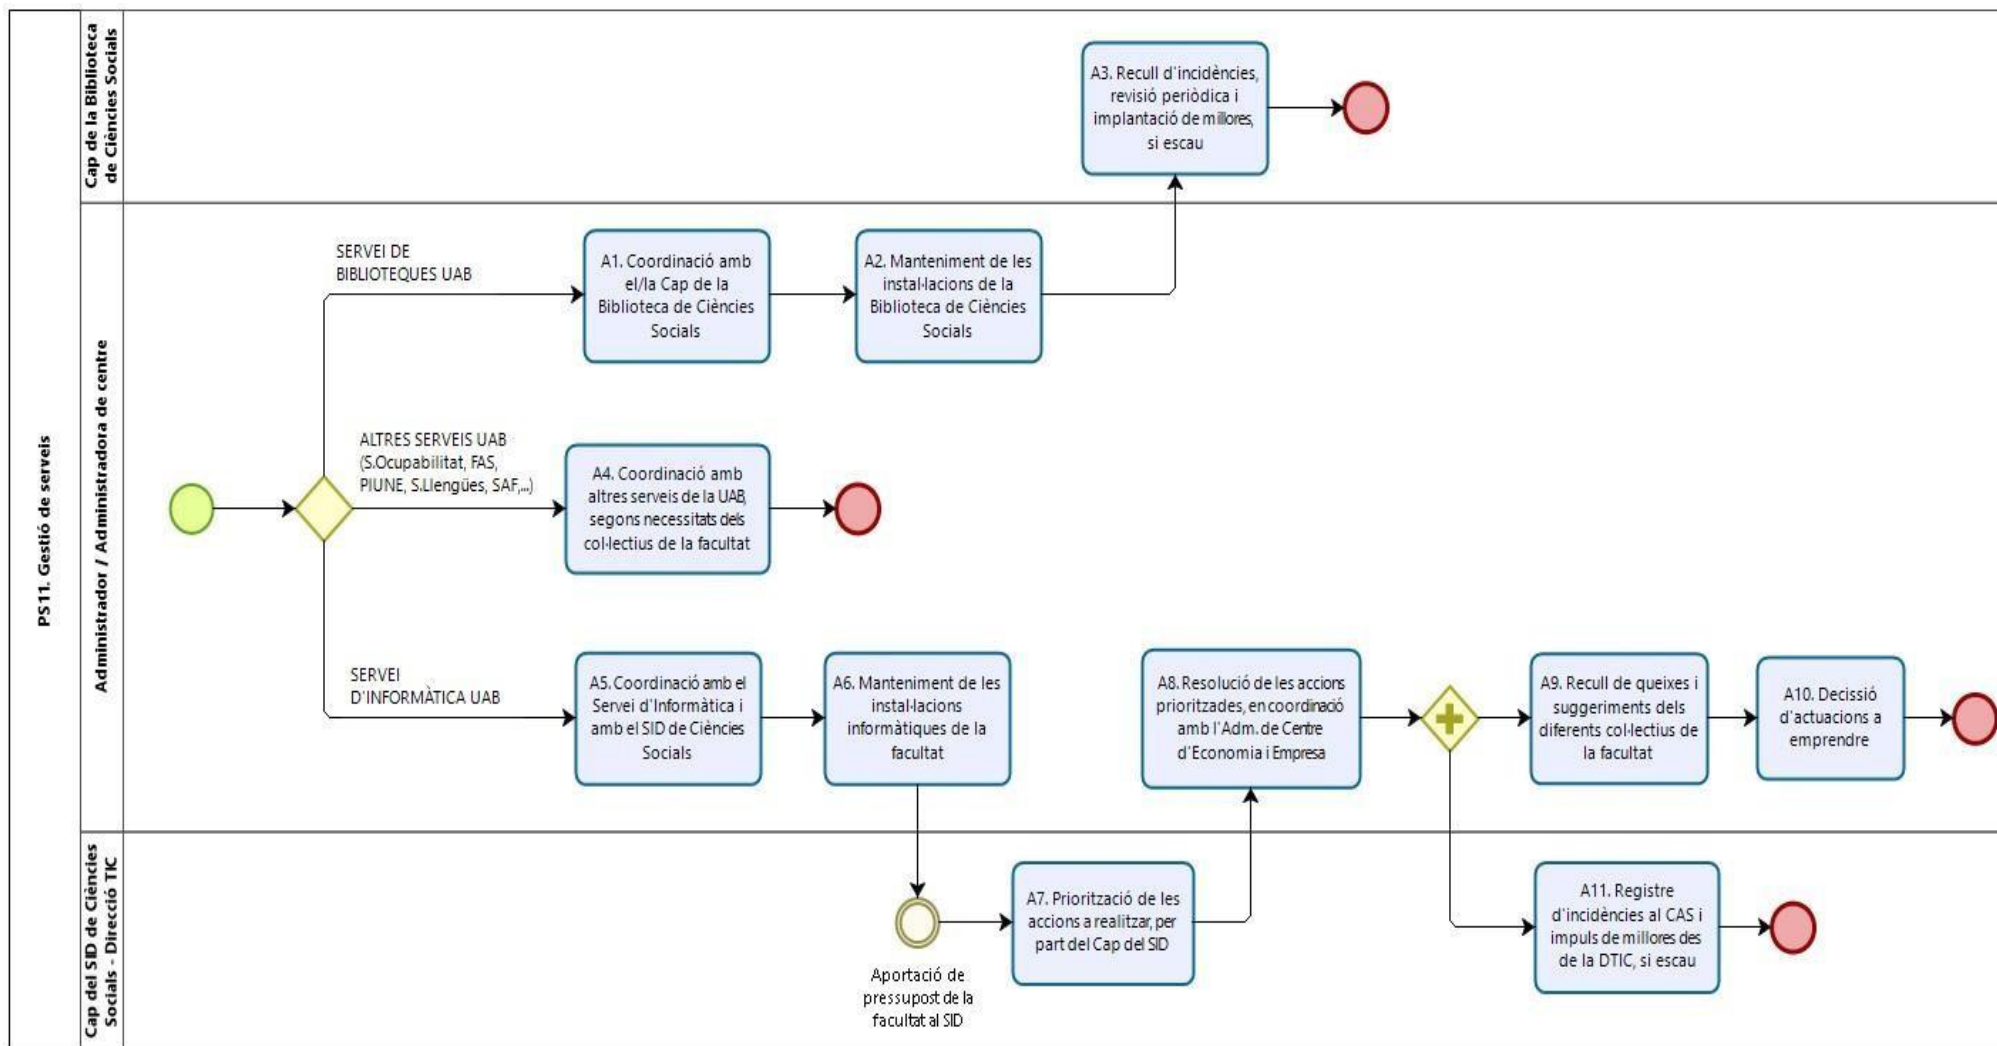 PS11. Gestió de serveis
Cap de la Biblioteca
de Ciències Socials
A3. Recull d'incidències,
revisió periòdica i
implantació de millores,
si escau
Administrador / Administradora de centre
SERVEI DE
BIBLIOTEQUES UAB
A1. Coordinació amb
el/la Cap de la
Biblioteca de Ciències
Socials
A2. Manteniment de les
instal·lacions de la
Biblioteca de Ciències
Socials
ALTRES SERVEIS UAB
(S.Ocupabilitat, FAS,
PIUNE, S.Llengües, SAF,...)
A4. Coordinació amb
altres serveis de la UAB,
segons necessitats dels
col·lectius de la facultat
SERVEI
D'INFORMÀTICA UAB
A5. Coordinació amb el
Servei d'Informàtica i
amb el SID de Ciències
Socials
A6. Manteniment de les
instal·lacions
informàtiques de la
facultat
A8. Resolució de les accions
prioritzades, en coordinació
amb l'Adm. de Centre
d'Economia i Empresa
A9. Recull de queixes i
suggeriments dels
diferents col·lectius de
la facultat
A10. Decissió
d'actuacions a
emprendre
Cap del SID de Ciències
Socials - Direcció TIC
Aportació de
pressupost de la
facultat al SID
A7. Priorització de les
accions a realitzar, per
part del Cap del SID
A11. Registre
d'incidències al CAS i
impuls de millores des
de la DTIC, si escau